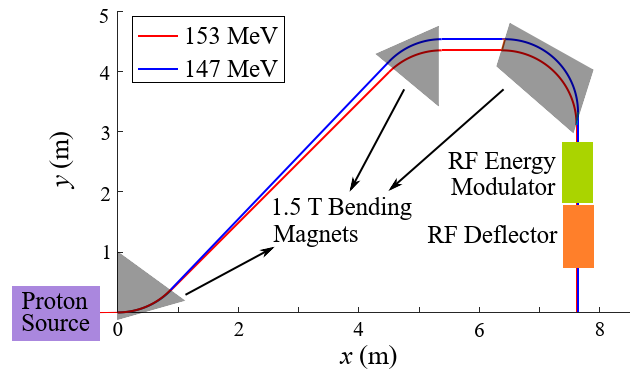 5
153 MeV
147 MeV
4
y (m)
3
RF Energy
Modulator
2
1.5 T Bending
Magnets
RF Deflector
1
Proton
Source
0
2
4
6
8
x (m)